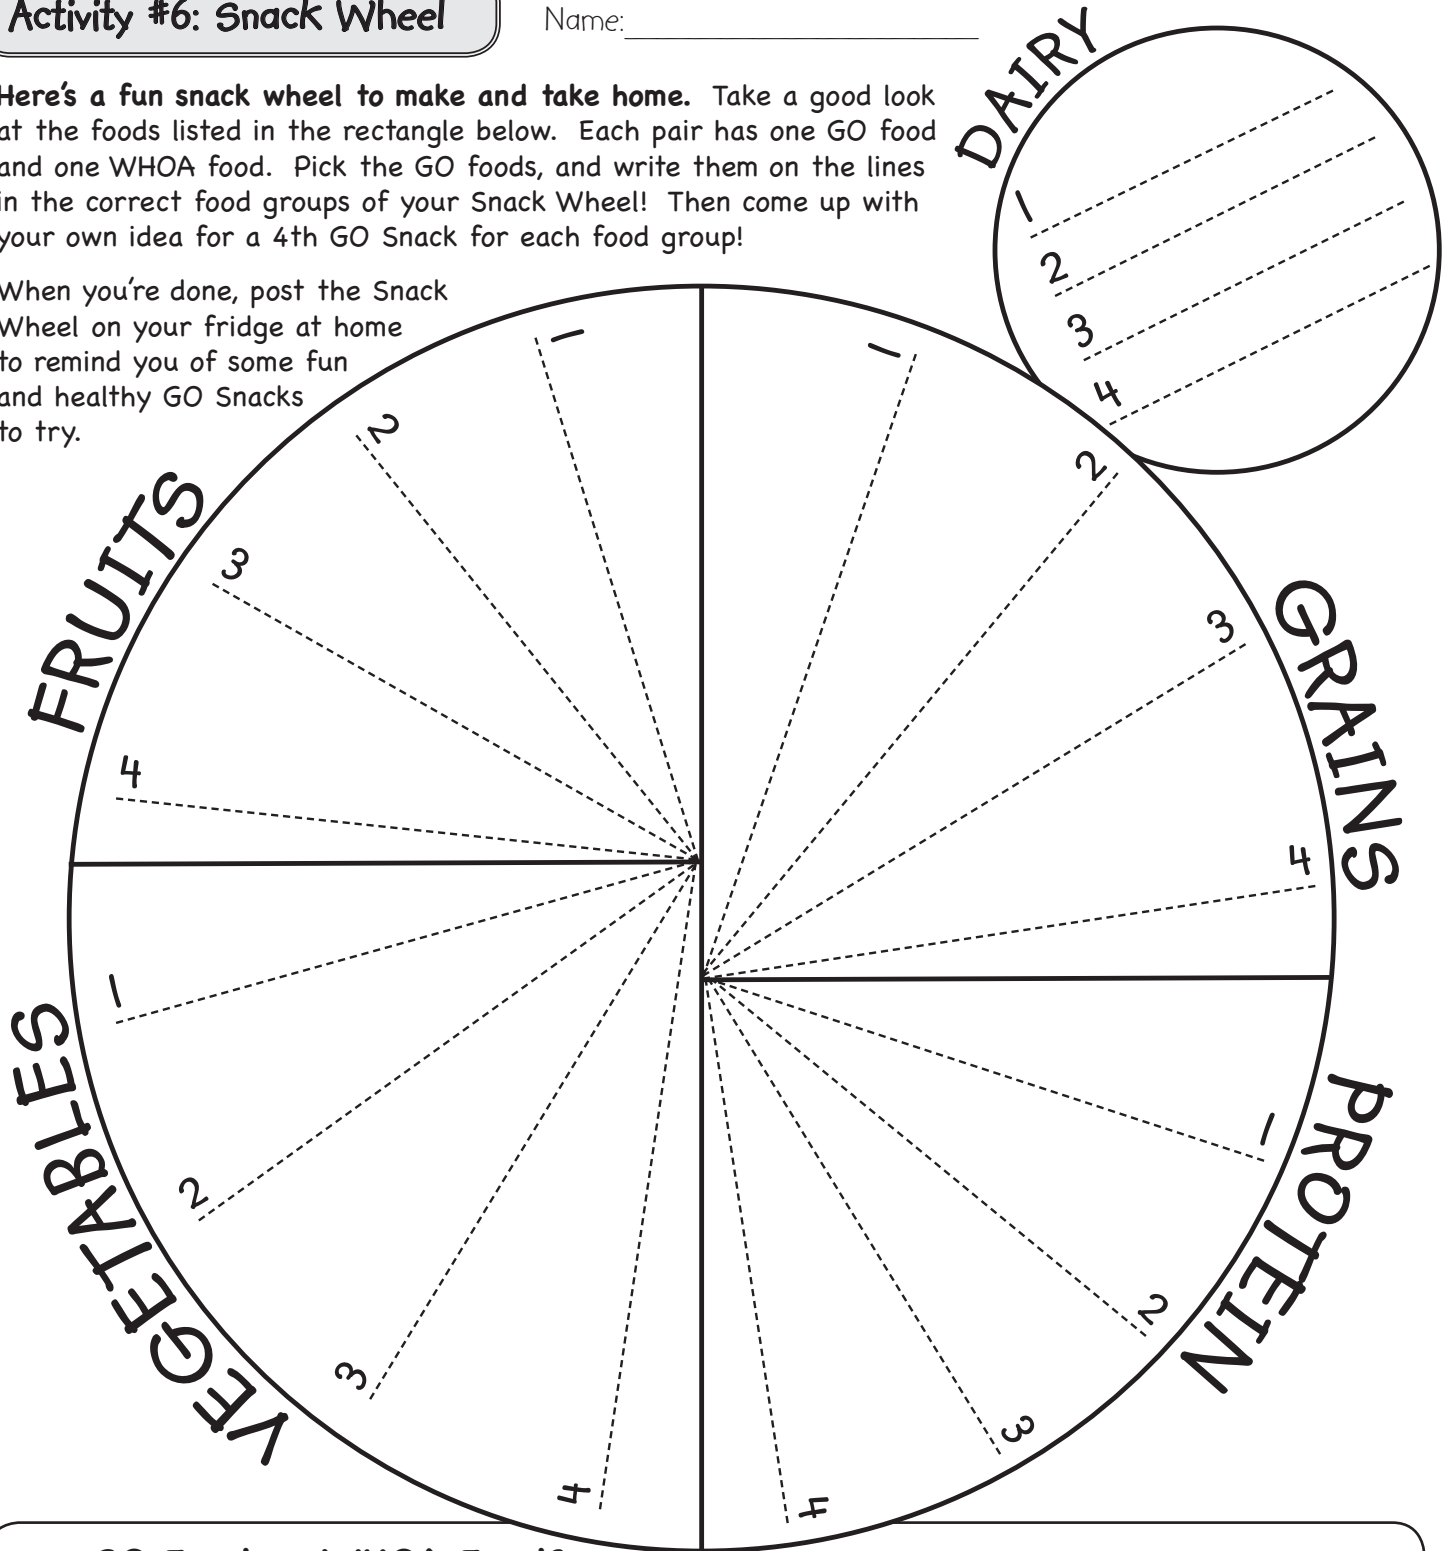 Activity #6: Snack Wheel
Name:
Here's a fun snack wheel to make and take home. Take a good look
at the foods listed in the rectangle below. Each pair has one GO food
and one WHOA food. Pick the GO foods, and write them on the lines
in the correct food groups of your Snack Wheel! Then come up with
your own idea for a 4th GO Snack for each food group!
When you're done, post the Snack
Wheel on your fridge at home
to remind you of some fun
and healthy GO Snacks
to try.
DAIRY
1
2
3
4
FRUITS
1
2
3
4
GRAINS
1
2
3
4
VEGETABLES
1
2
3
4
PROTEIN
1
2
3
4